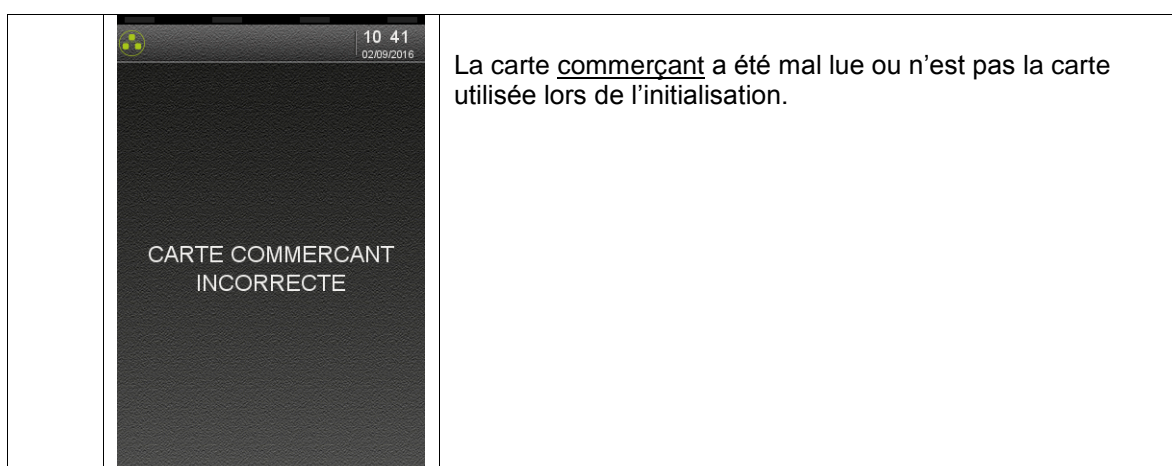 10 41
02/09/2016
CARTE COMMERCANT
INCORRECTE
La carte commerçant a été mal lue ou n'est pas la carte
utilisée lors de l'initialisation.